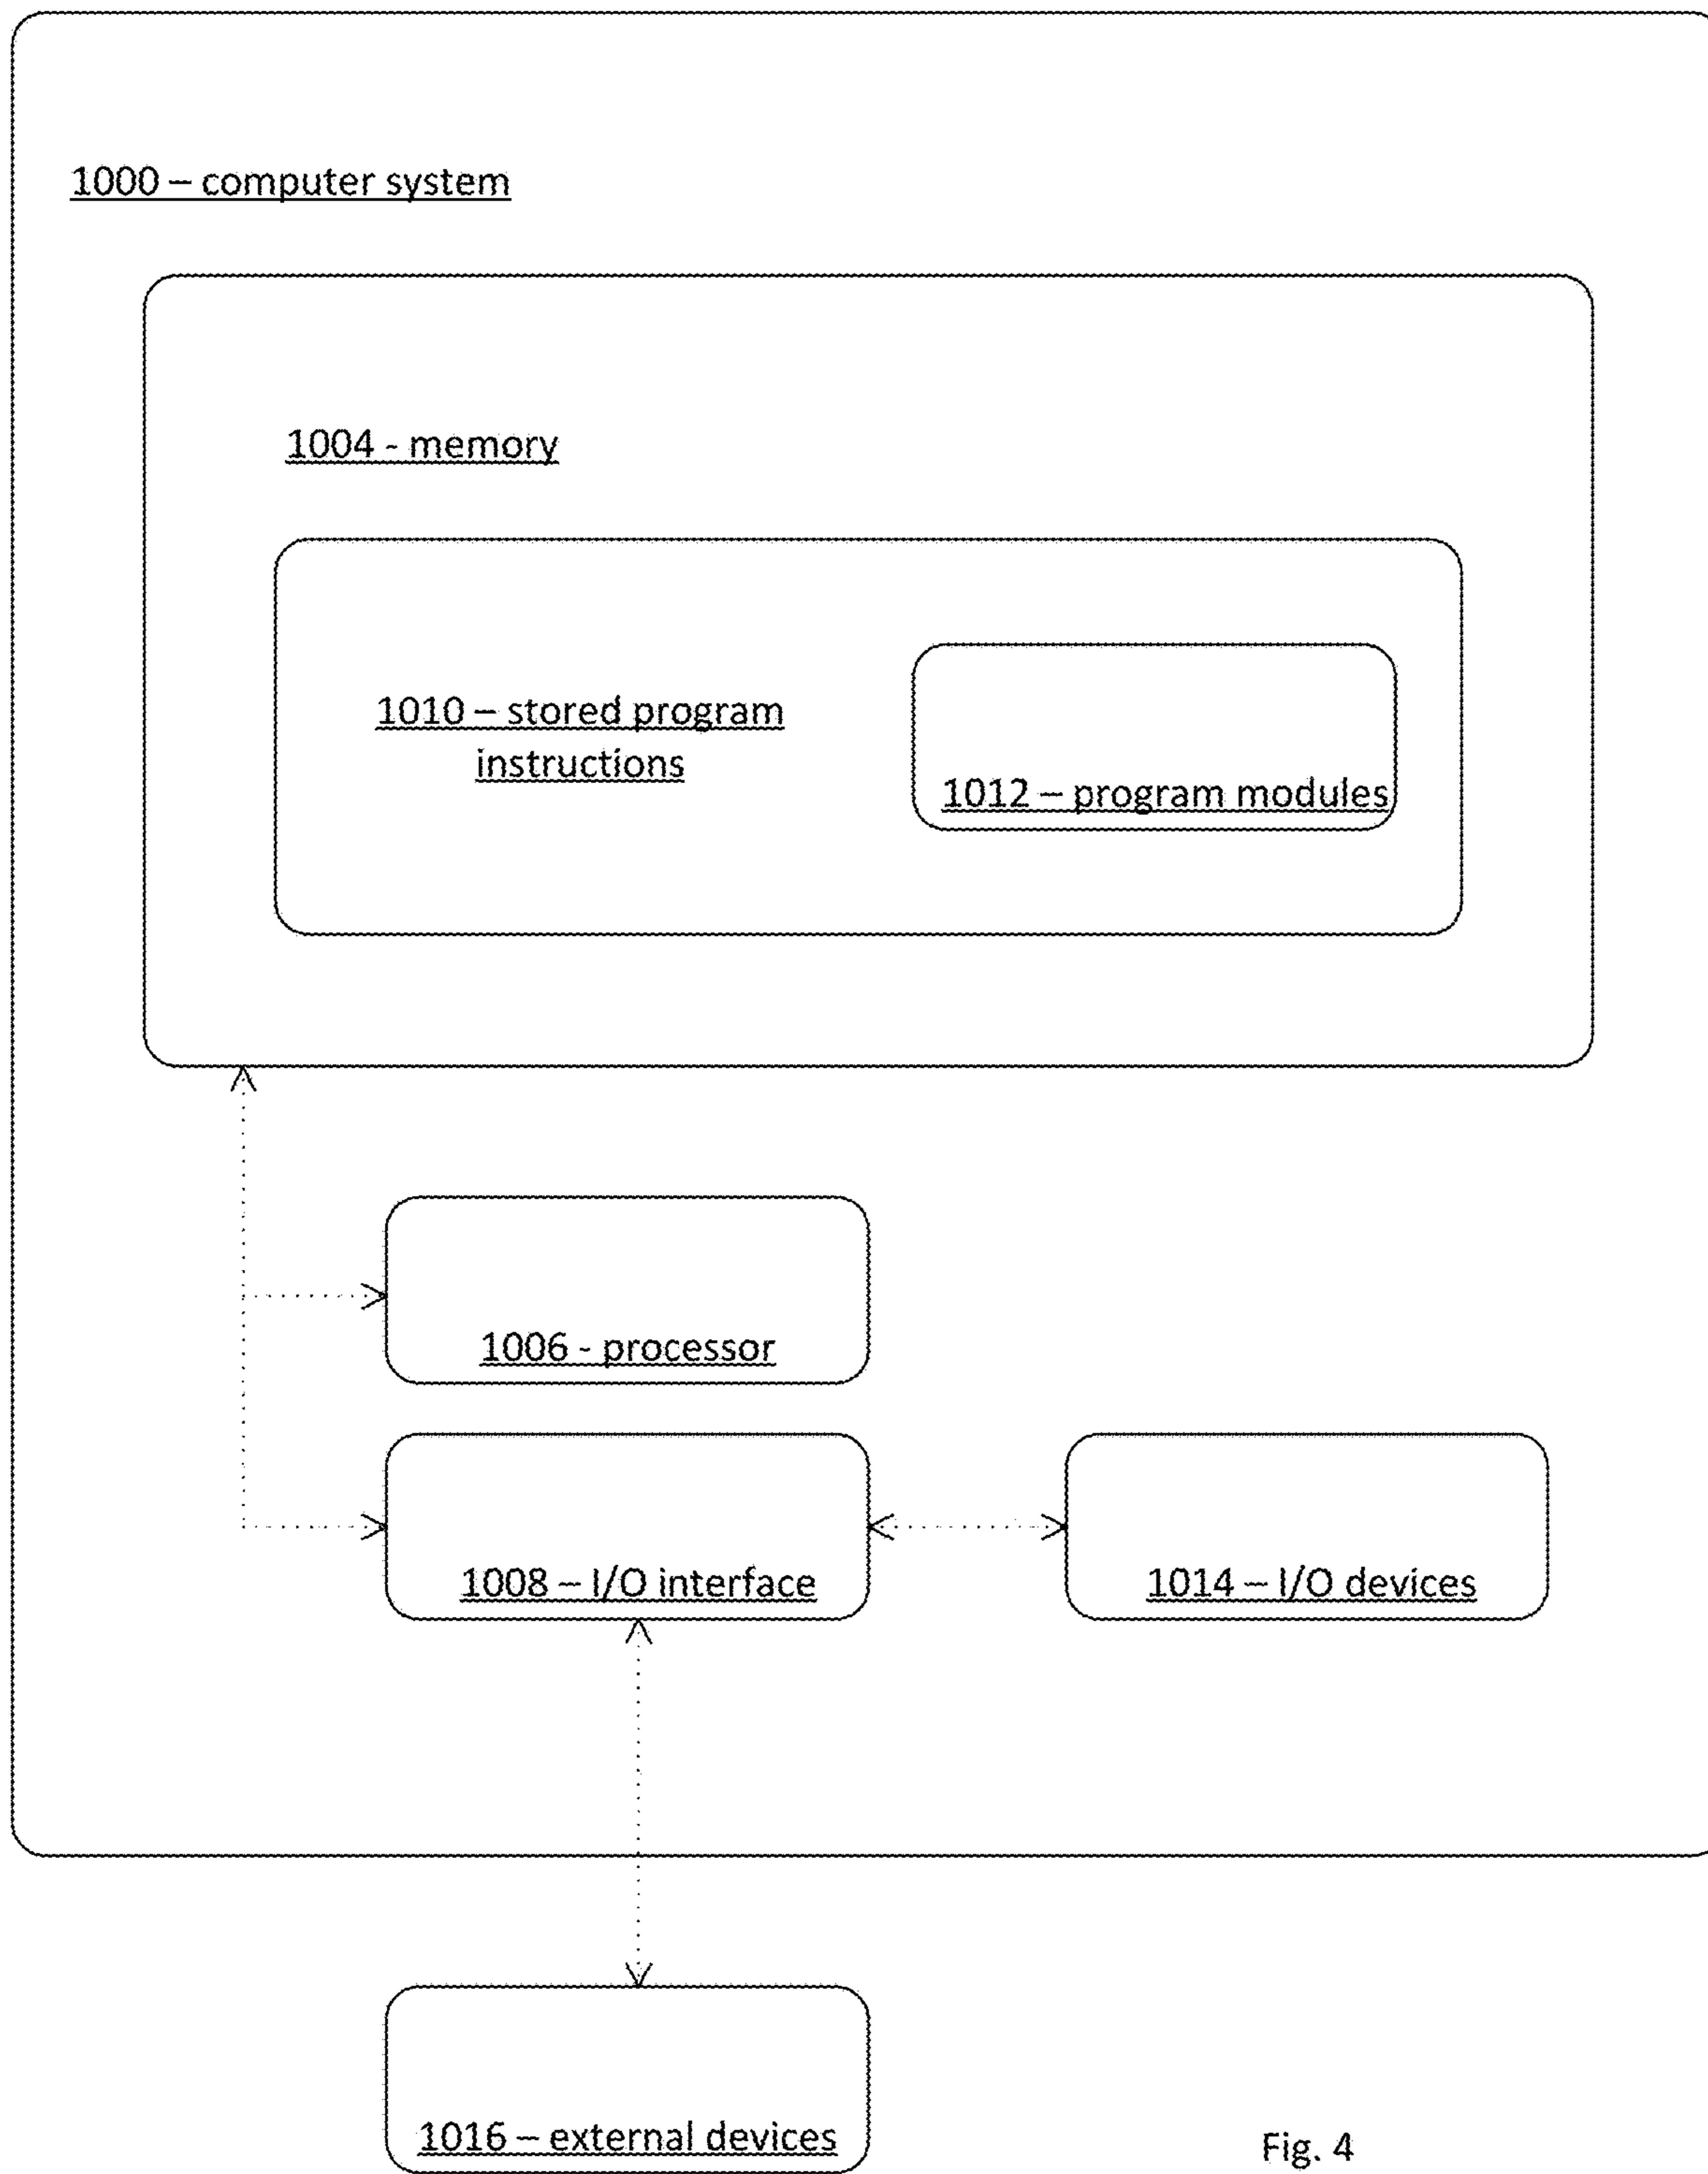 1000 – computer system
1004 - memory
1010 – stored program
instructions
1012 – program modules
1006 - processor
1008 – I/O interface
1014 – I/O devices
1016 – external devices
Fig. 4